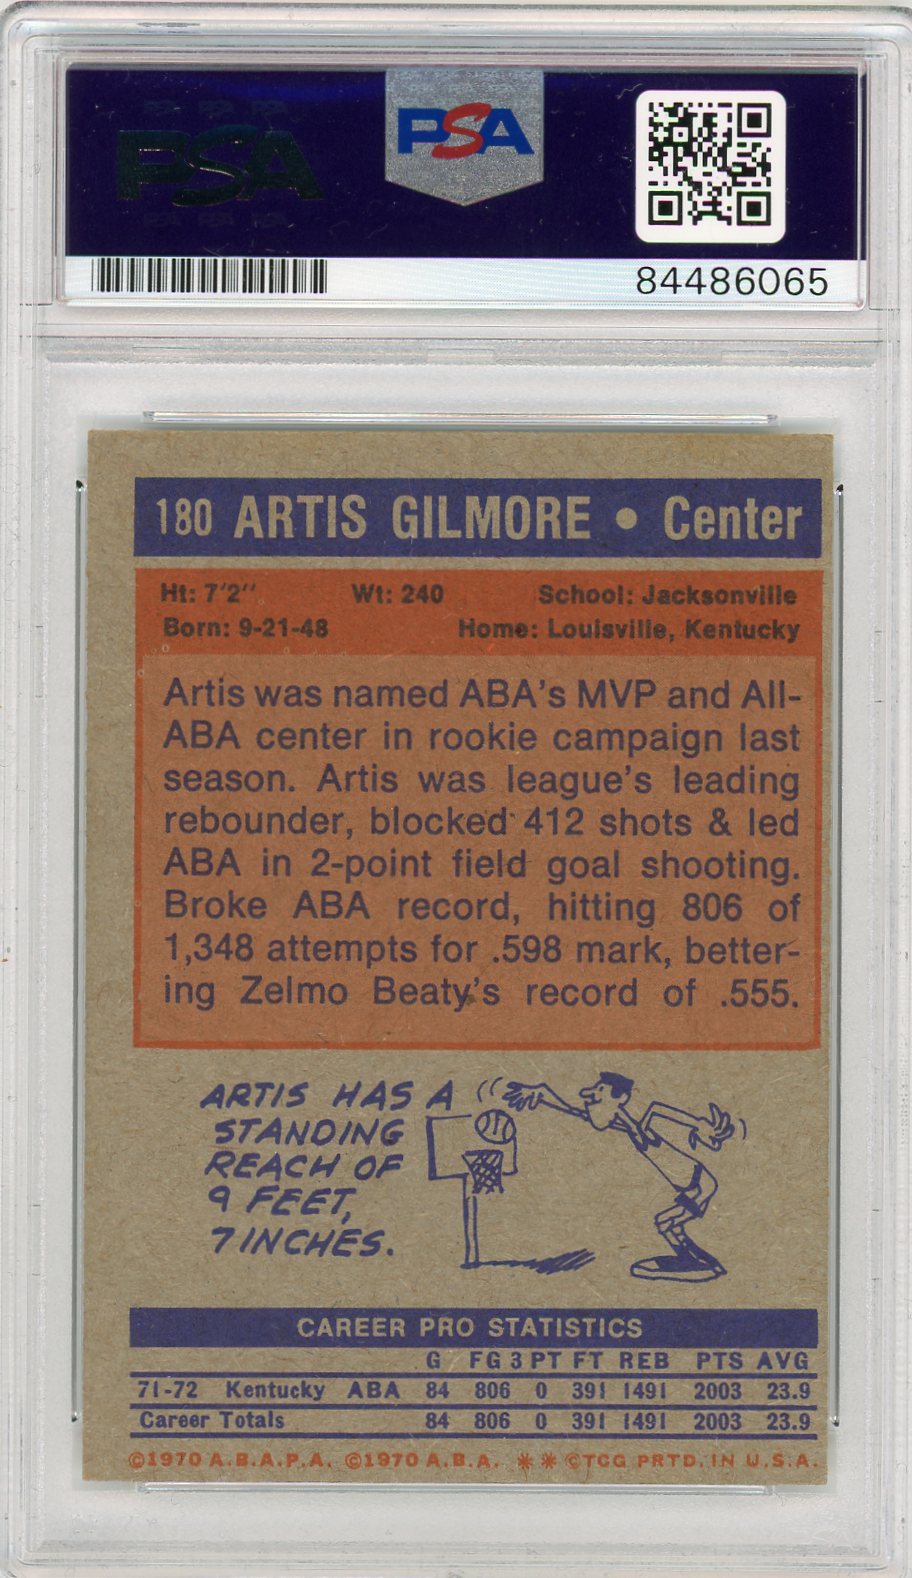 PSA
PSA
84486065
180 ARTIS GILMORE • Center
Ht: 7'2" Wt: 240 School: Jacksonville
Born: 9-21-48 Home: Louisville, Kentucky
Artis was named ABA's MVP and All-
ABA center in rookie campaign last
season. Artis was league's leading
rebounder, blocked 412 shots & led
ABA in 2-point field goal shooting.
Broke ABA record, hitting 806 of
1,348 attempts for .598 mark, better-
ing Zelmo Beaty's record of .555.
ARTIS HAS A
STANDING
REACH OF
9 FEET,
7 INCHES.
CAREER PRO STATISTICS
G FG 3 PT FT REB PTS AVG
71-72 Kentucky ABA 84 806 0 391 1491 2003 23.9
Career Totals 84 806 0 391 1491 2003 23.9
©1970 A.B.A.P.A. ©1970 A.B.A. ** ©TCG PRTD. IN U.S.A.